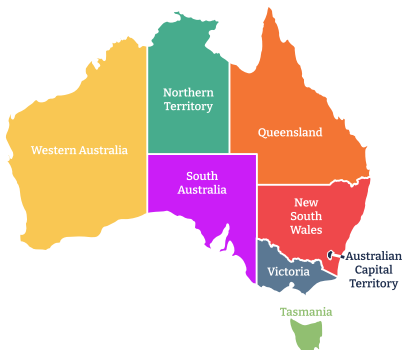 Northern
Territory
Queensland
Western Australia
South
Australia
New
South
Wales
Australian
Capital
Territory
Victoria
Tasmania